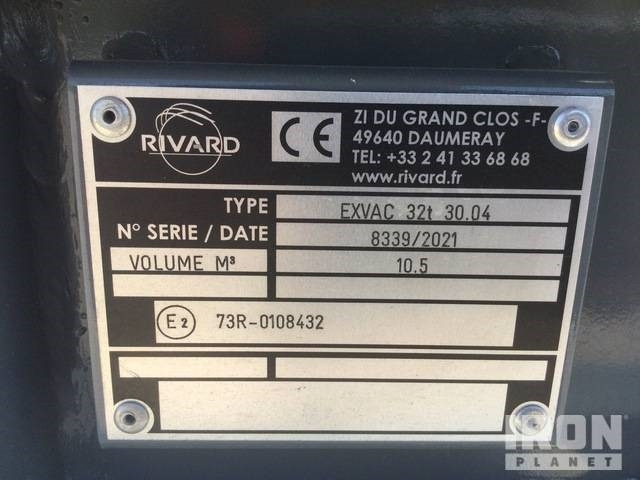 RIVARD
CE
ZI DU GRAND CLOS -F-
49640 DAUMERAY
TEL: +33 2 41 33 68 68
www.rivard.fr
TYPE EXVAC 32t 30.04
N° SERIE / DATE 8339/2021
VOLUME M³ 10.5
E2 73R-0108432
IRON
PLANET